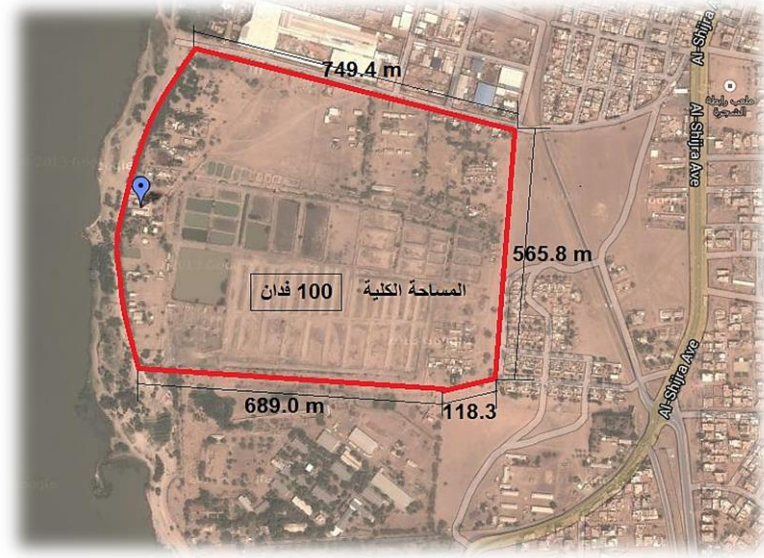 Al-Shijra A
749.4 m
ملعب رابطة
الشجرة
Al-Shijra Ave
565.8 m
المساحة الكلية 100 فدان
689.0 m
118.3
Al-Shijra Ave